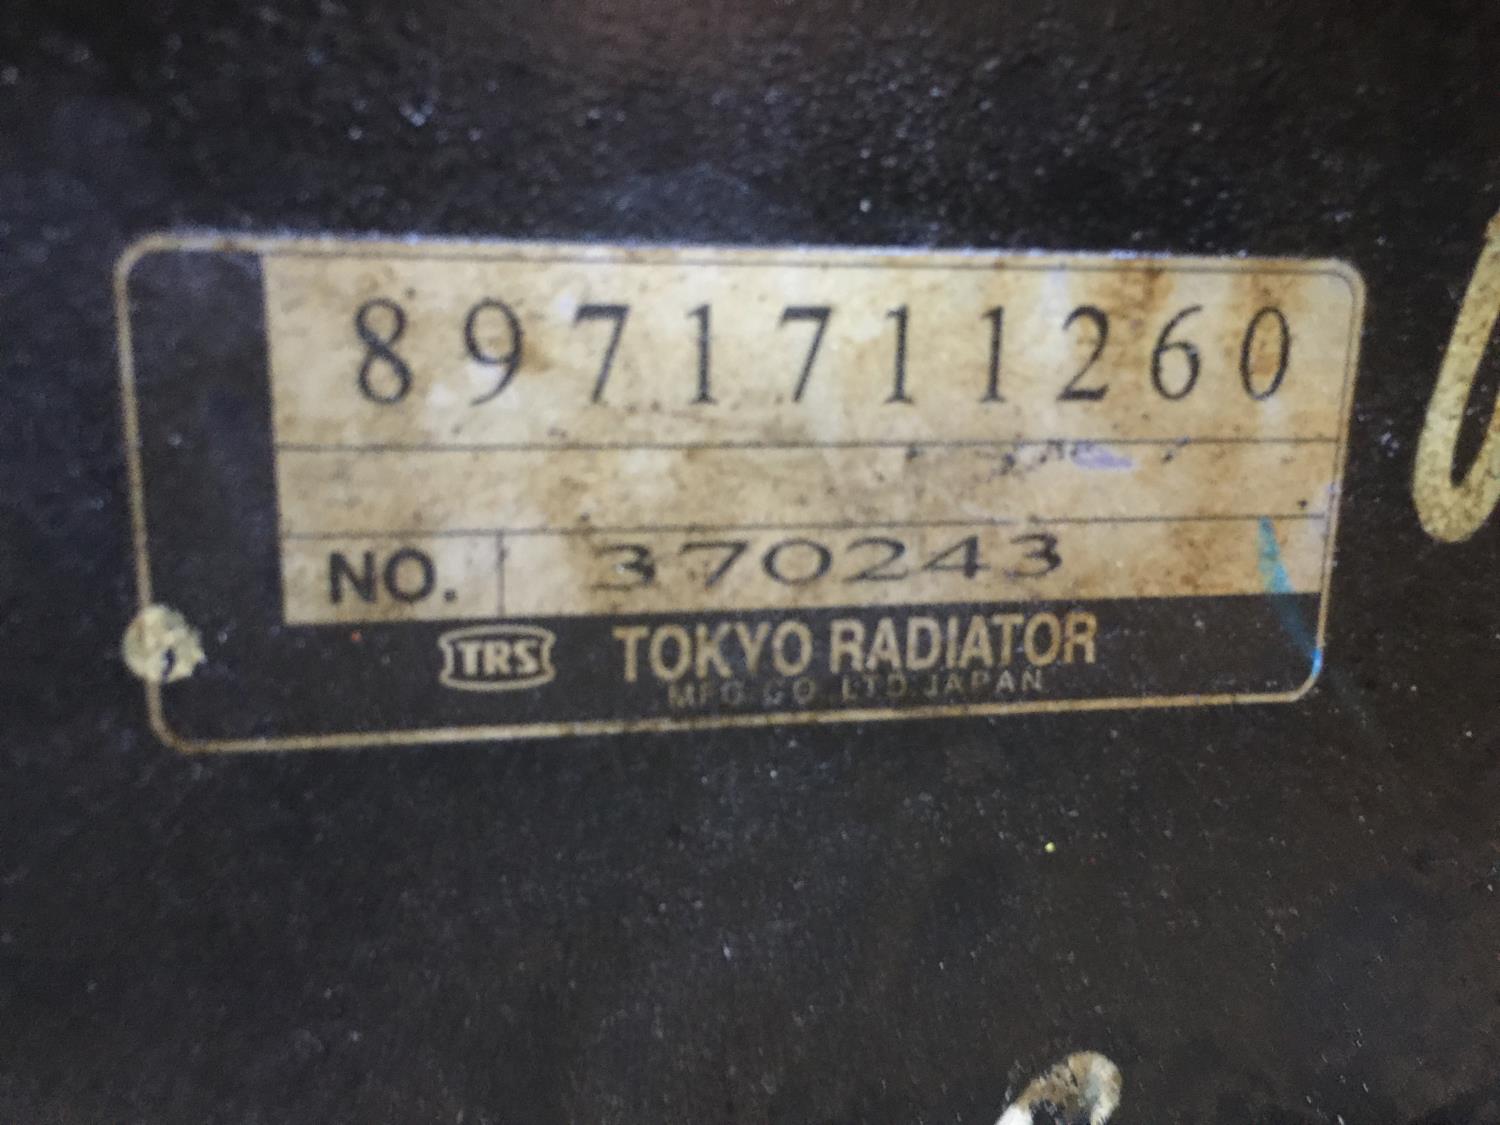 8971711260
NO. 370243
TRS TOKYO RADIATOR
MFG.CO.,LTD.JAPAN